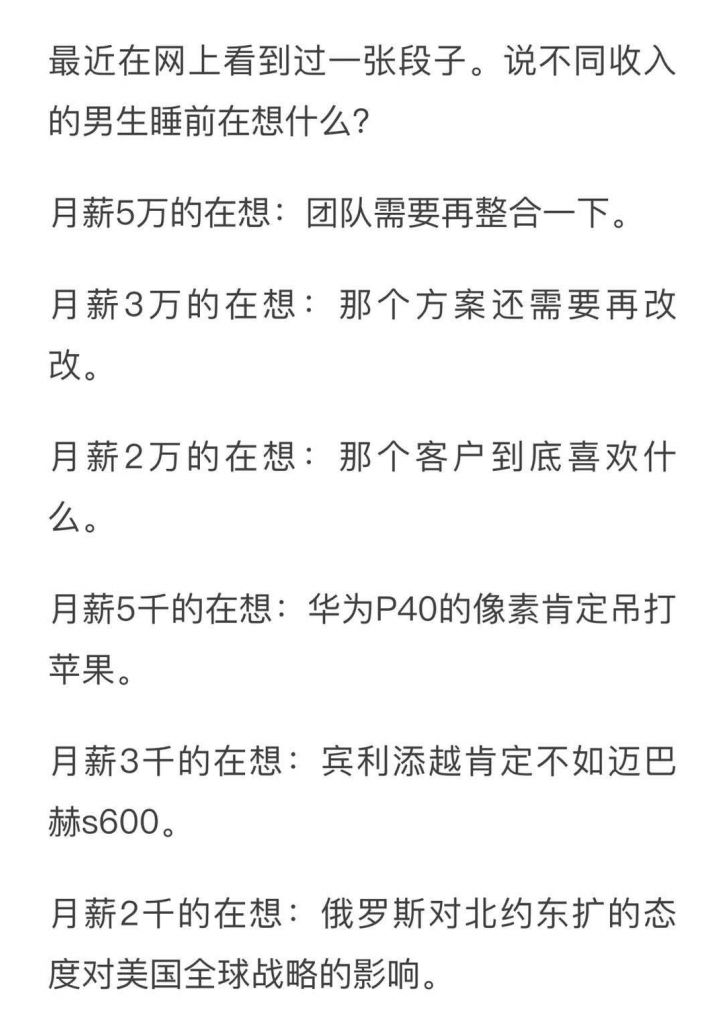 最近在网上看到过一张段子。说不同收入
的男生睡前在想什么？
月薪5万的在想：团队需要再整合一下。
月薪3万的在想：那个方案还需要再改
改。
月薪2万的在想：那个客户到底喜欢什
么。
月薪5千的在想：华为P40的像素肯定吊打
苹果。
月薪3千的在想：宾利添越肯定不如迈巴
赫s600。
月薪2千的在想：俄罗斯对北约东扩的态
度对美国全球战略的影响。